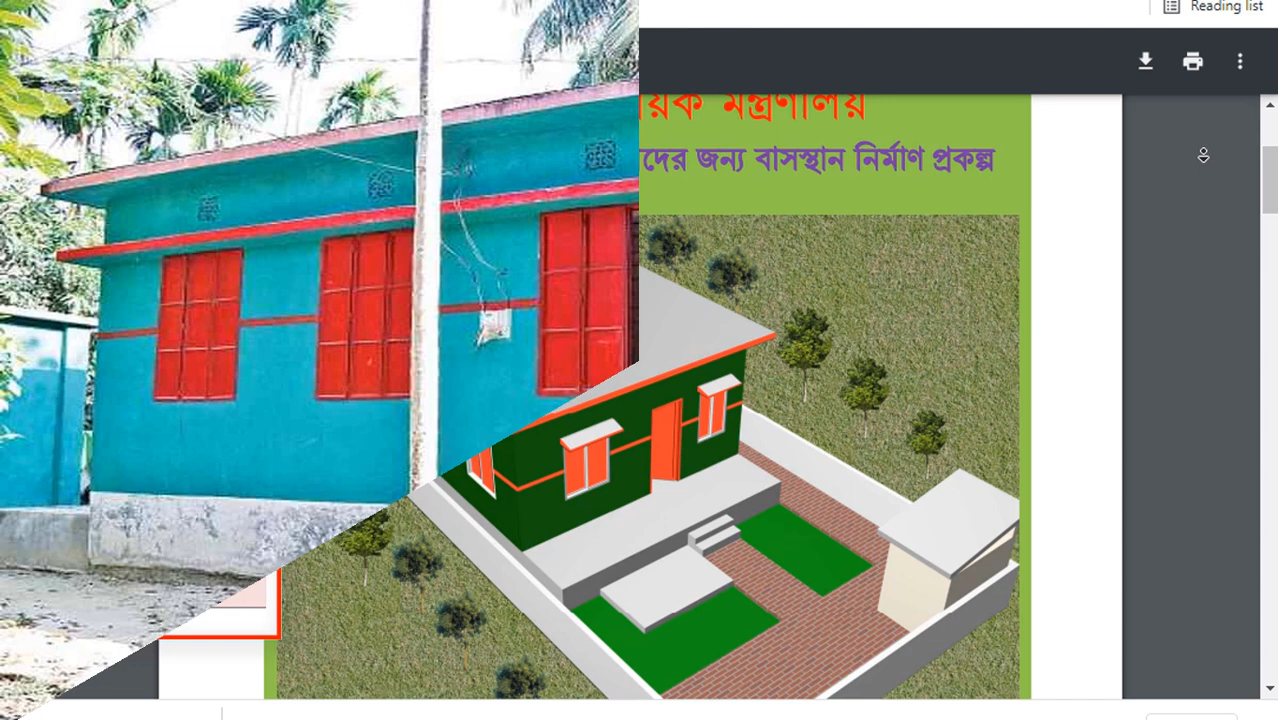 Reading list
য়ক মন্ত্রণালয়
দের জন্য বাসস্থান নির্মাণ প্রকল্প